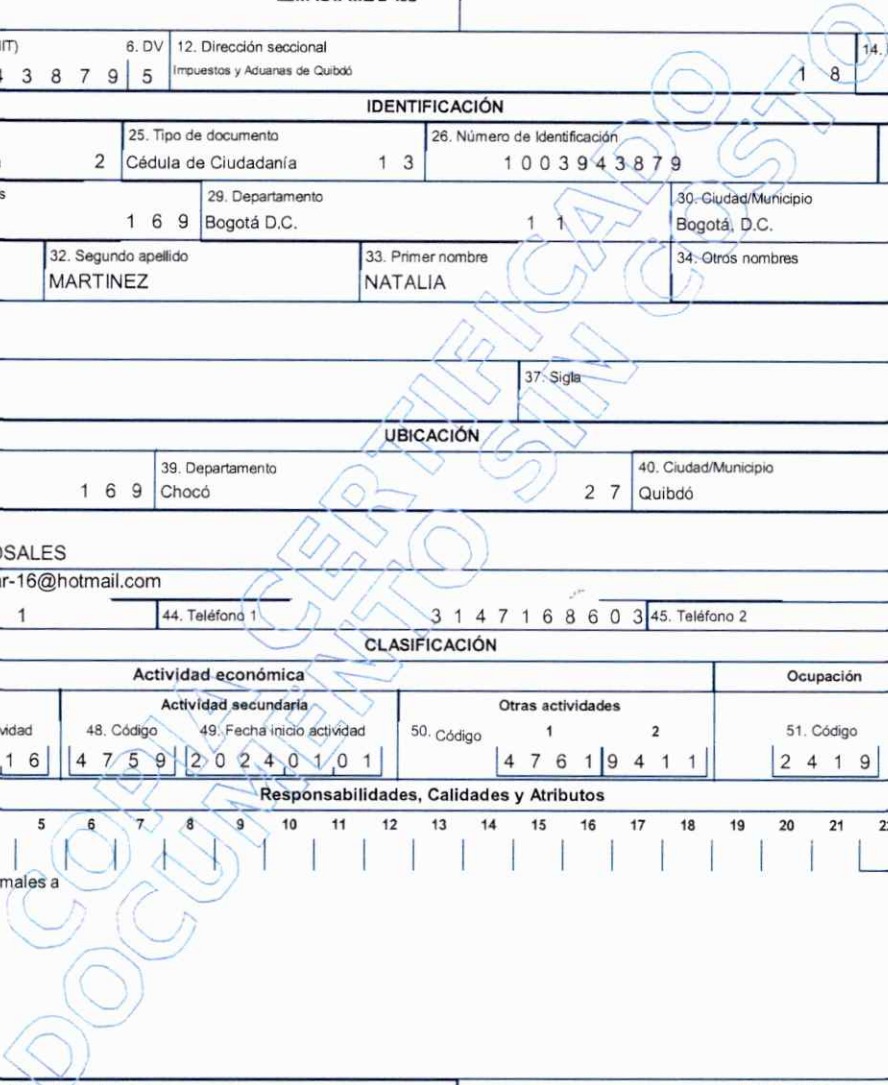 IT) 6. DV 12. Dirección seccional 14.
4 3 8 7 9 5 Impuestos y Aduanas de Quibdó 1 8
IDENTIFICACIÓN
25. Tipo de documento 26. Número de Identificación
2 Cédula de Ciudadanía 1 3 1 0 0 3 9 4 3 8 7 9
s 29. Departamento 30. Ciudad/Municipio
1 6 9 Bogotá D.C. 1 1 Bogotá, D.C.
32. Segundo apellido 33. Primer nombre 34. Otros nombres
MARTINEZ NATALIA
37. Sigla
UBICACIÓN
39. Departamento 40. Ciudad/Municipio
1 6 9 Chocó 2 7 Quibdó
OSALES
r-16@hotmail.com
1 44. Teléfono 1 3 1 4 7 1 6 8 6 0 3 45. Teléfono 2
CLASIFICACIÓN
Actividad económica Ocupación
Actividad secundaria Otras actividades
vidad 48. Código 49. Fecha inicio actividad 50. Código 1 2 51. Código
1 6 4 7 5 9 2 0 2 4 0 1 0 1 4 7 6 1 9 4 1 1 2 4 1 9
Responsabilidades, Calidades y Atributos
5 6 7 8 9 10 11 12 13 14 15 16 17 18 19 20 21 2
males a
COPIA CERTIFICADO
DOCUMENTO SIN COSTO